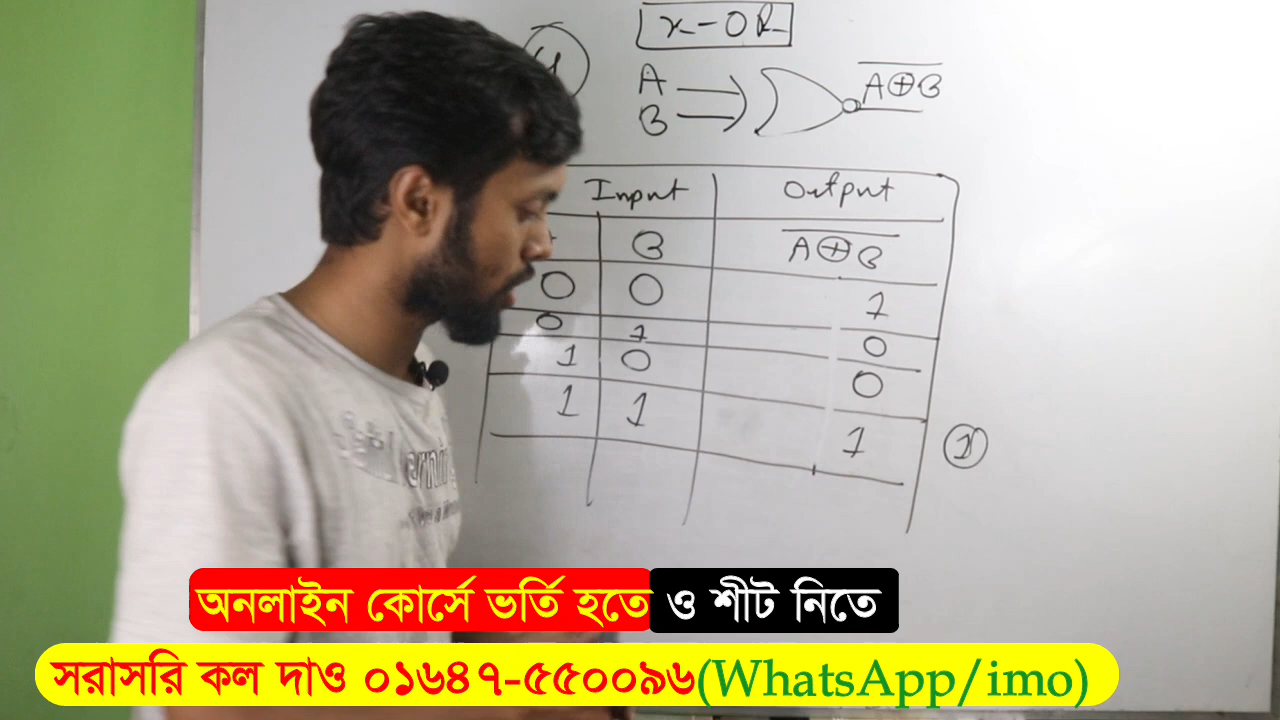 X-OR
A
A⊕B
B
Input Output
B A⊕B
0 0 1
0 1 0
1 0 0
1 1 1
1
অনলাইন কোর্সে ভর্তি হতে ও শীট নিতে
সরাসরি কল দাও ০১৬৪৭-৫৫০০৯৬(WhatsApp/imo)